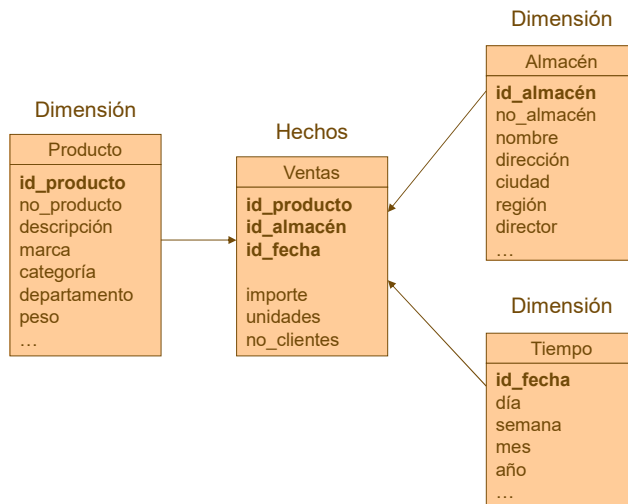 Dimensión
Producto
id_producto
no_producto
descripción
marca
categoría
departamento
peso
…
Hechos
Ventas
id_producto
id_almacén
id_fecha
importe
unidades
no_clientes
Dimensión
Almacén
id_almacén
no_almacén
nombre
dirección
ciudad
región
director
…
Dimensión
Tiempo
id_fecha
día
semana
mes
año
…